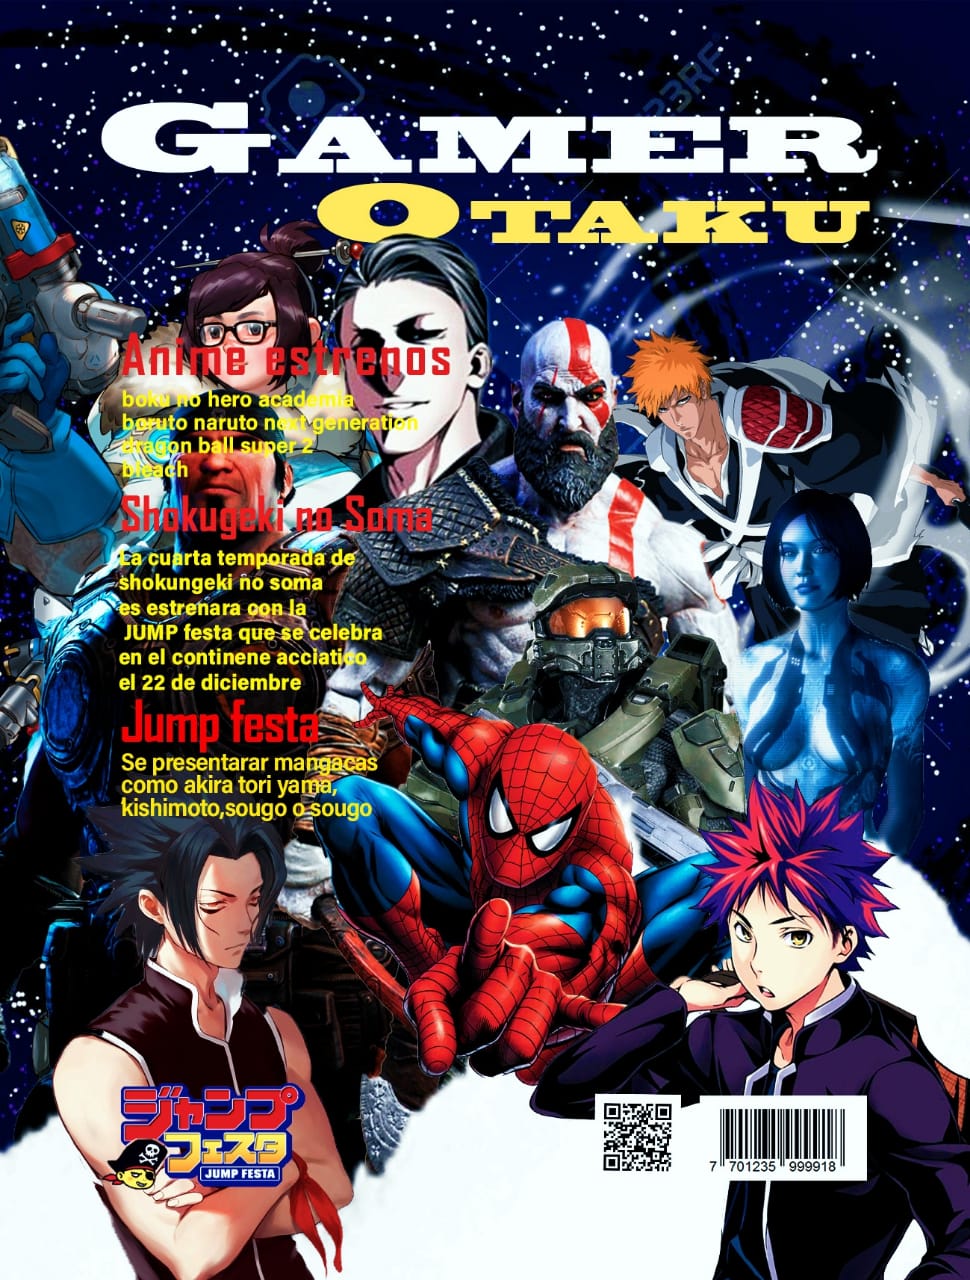 GAMER
OTAKU
Anime estrenos
boku no hero academia
boruto naruto next generation
dragon ball super 2
bleach
Shokugeki no Soma
La cuarta temporada de
shokungeki no soma
es estrenara oon la
JUMP festa que se celebra
en el continene acciatico
el 22 de diciembre
Jump festa
Se presentarar mangacas
como akira tori yama,
kishimoto,sougo o sougo
ジャンプ
フェスタ
JUMP FESTA
7 701235 999918